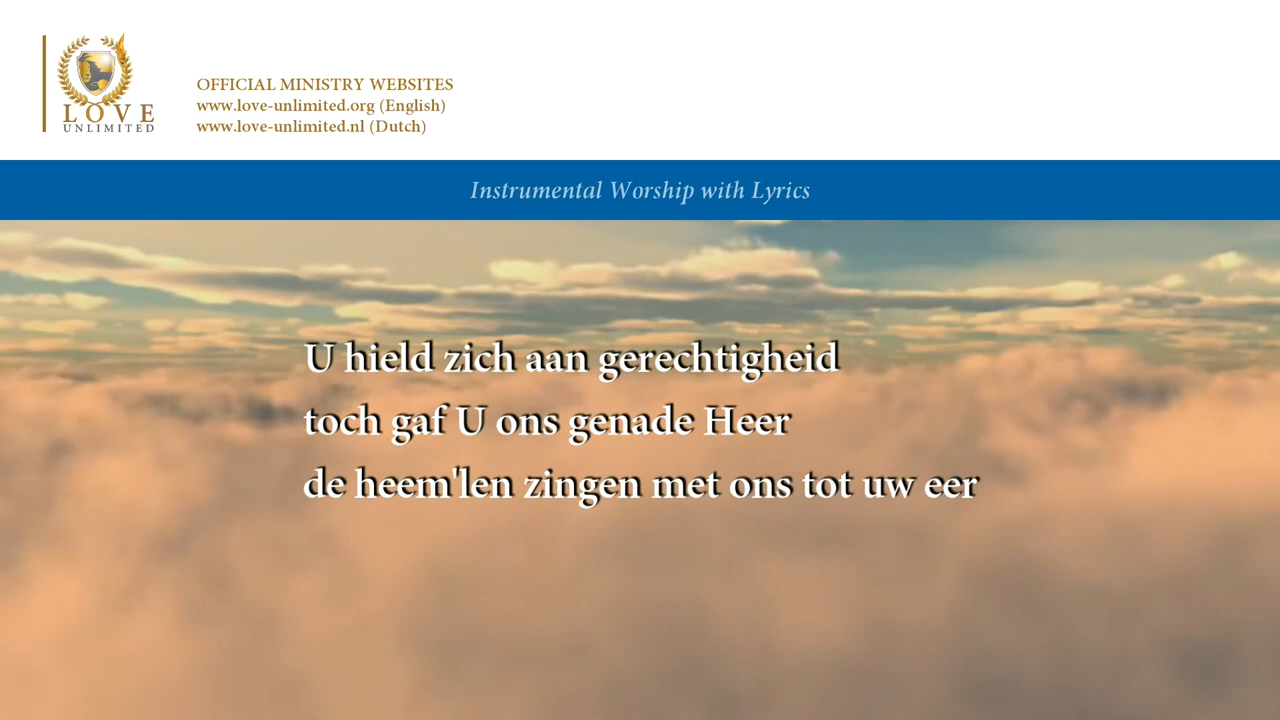 LOVE
UNLIMITED
OFFICIAL MINISTRY WEBSITES
www.love-unlimited.org (English)
www.love-unlimited.nl (Dutch)
Instrumental Worship with Lyrics
U hield zich aan gerechtigheid
toch gaf U ons genade Heer
de heem'len zingen met ons tot uw eer